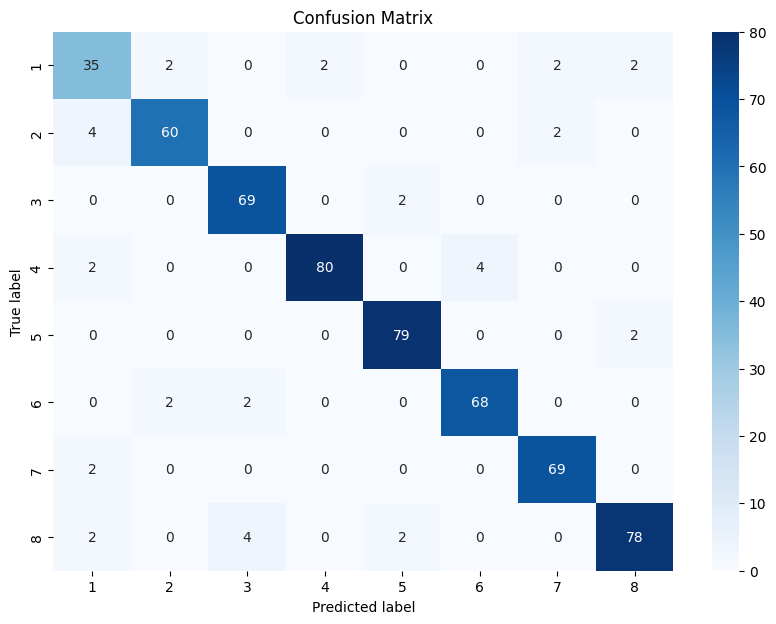 Confusion Matrix
True label
1 35 2 0 2 0 0 2 2
2 4 60 0 0 0 0 2 0
3 0 0 69 0 2 0 0 0
4 2 0 0 80 0 4 0 0
5 0 0 0 0 79 0 0 2
6 0 2 2 0 0 68 0 0
7 2 0 0 0 0 0 69 0
8 2 0 4 0 2 0 0 78
1 2 3 4 5 6 7 8
Predicted label
80
70
60
50
40
30
20
10
0